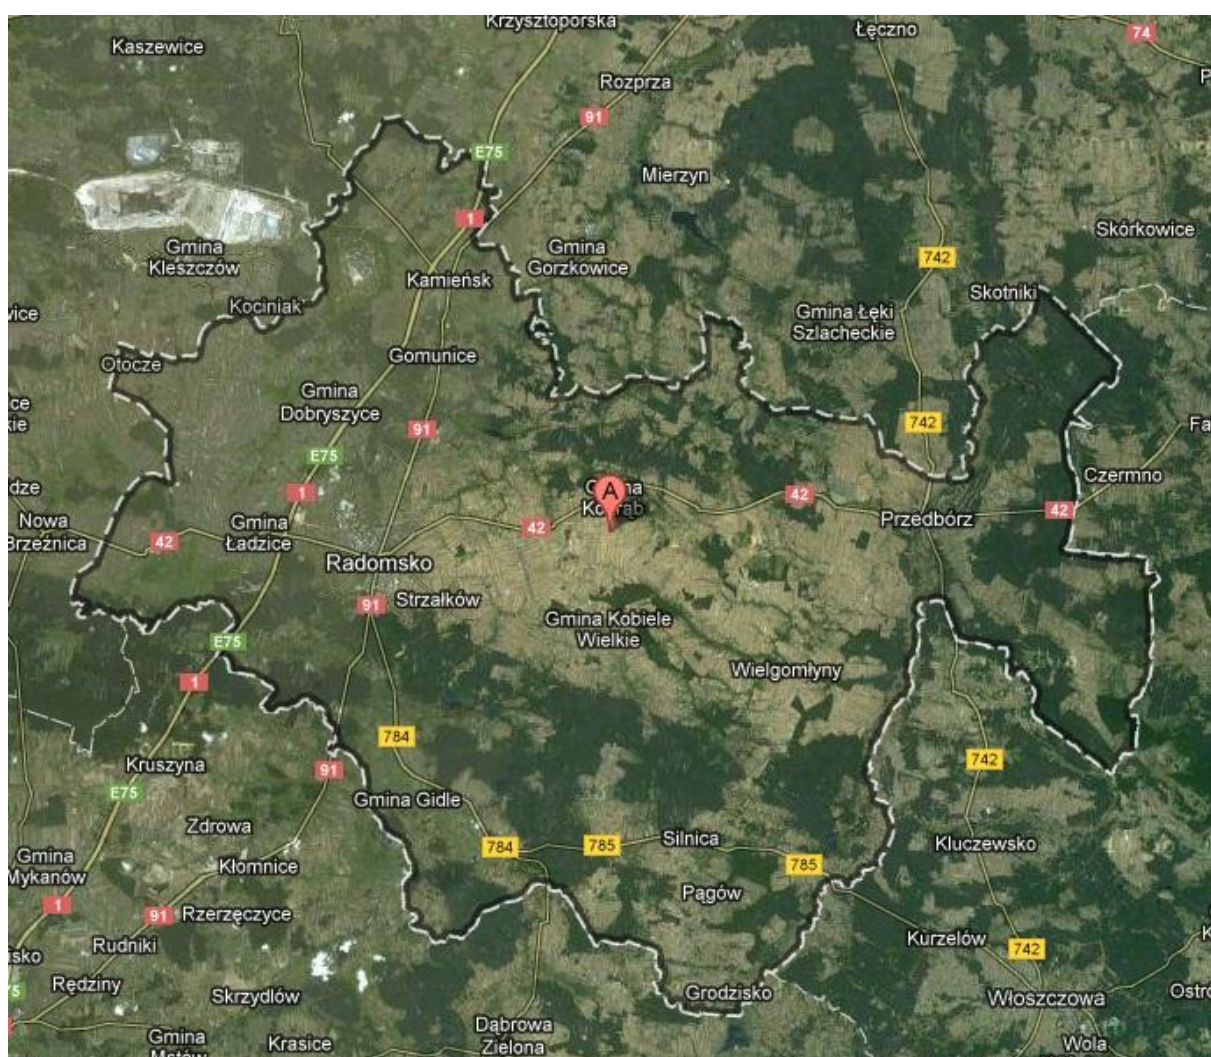 Krzysztoporska
Łęczno
74
Kaszewice
Rozprza
91
E75
Mierzyn
1
Skórkowice
Gmina
Kleszczów
Gmina
Gorzkowice
742
Kamieńsk
Skotniki
Kociniak
Gmina Łęki
Szlacheckie
Otocze
Gomunice
Gmina
Dobryszyce
91
742
E75
Czermno
1
A
42
42
Przedbórz
Nowa
Brzeźnica
42
Gmina
Ładzice
42
Radomsko
Strzałków
91
Gmina Kobiele
Wielkie
E75
Wielgomłyny
1
784
742
Kruszyna
91
E75
Gmina Gidle
Zdrowa
784
785
Silnica
785
Kluczewsko
Gmina
Mykanów
Kłomnice
Pągów
1
91
Rzerzęczyce
Rudniki
Kurzelów
742
Rędziny
Skrzydlów
Grodzisko
Włoszczowa
Gmina
Krasice
Dąbrowa
Zielona
Wola